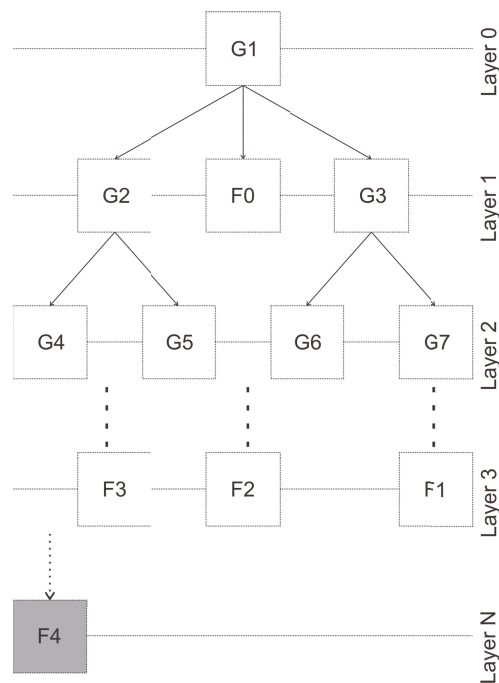 G1
Layer 0
G2
F0
G3
Layer 1
G4
G5
G6
G7
Layer 2
F3
F2
F1
Layer 3
F4
Layer N